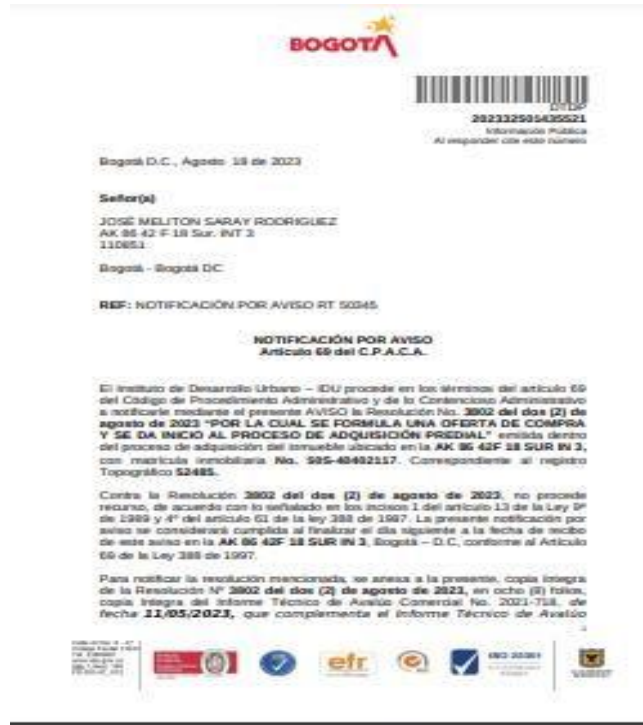 BOGOTÁ
DTDP
202332505435521
Información Pública
Al responder cite este número
Bogotá D.C., Agosto 18 de 2023
Señor(a)
JOSÉ MELITON SARAY RODRIGUEZ
AK 86 42 F 18 Sur. INT 3
110851
Bogotá - Bogotá DC
REF: NOTIFICACIÓN POR AVISO RT 50345
NOTIFICACIÓN POR AVISO
Artículo 69 del C.P.A.C.A.
El Instituto de Desarrollo Urbano – IDU procede en los términos del artículo 69
del Código de Procedimiento Administrativo y de lo Contencioso Administrativo
a notificarle mediante el presente AVISO la Resolución No. 3802 del dos (2) de
agosto de 2023 "POR LA CUAL SE FORMULA UNA OFERTA DE COMPRA
Y SE DA INICIO AL PROCESO DE ADQUISICIÓN PREDIAL" emitida dentro
del proceso de adquisición del inmueble ubicado en la AK 86 42F 18 SUR IN 3,
con matrícula inmobiliaria No. 50S-40402117. Correspondiente al registro
Topográfico 52485.
Contra la Resolución 3802 del dos (2) de agosto de 2023, no procede
recurso, de acuerdo con lo señalado en los incisos 1 del artículo 13 de la Ley 9ª
de 1989 y 4° del artículo 61 de la ley 388 de 1997. La presente notificación por
aviso se considerará cumplida al finalizar el día siguiente a la fecha de recibo
de este aviso en la AK 86 42F 18 SUR IN 3, Bogotá – D.C, conforme al Artículo
69 de la Ley 388 de 1997.
Para notificar la resolución mencionada, se anexa a la presente, copia íntegra
de la Resolución N° 3802 del dos (2) de agosto de 2023, en ocho (8) folios,
copia íntegra del Informe Técnico de Avalúo Comercial No. 2021-718, de
fecha 11/05/2023, que complementa el Informe Técnico de Avalúo
efr
ISO 22301